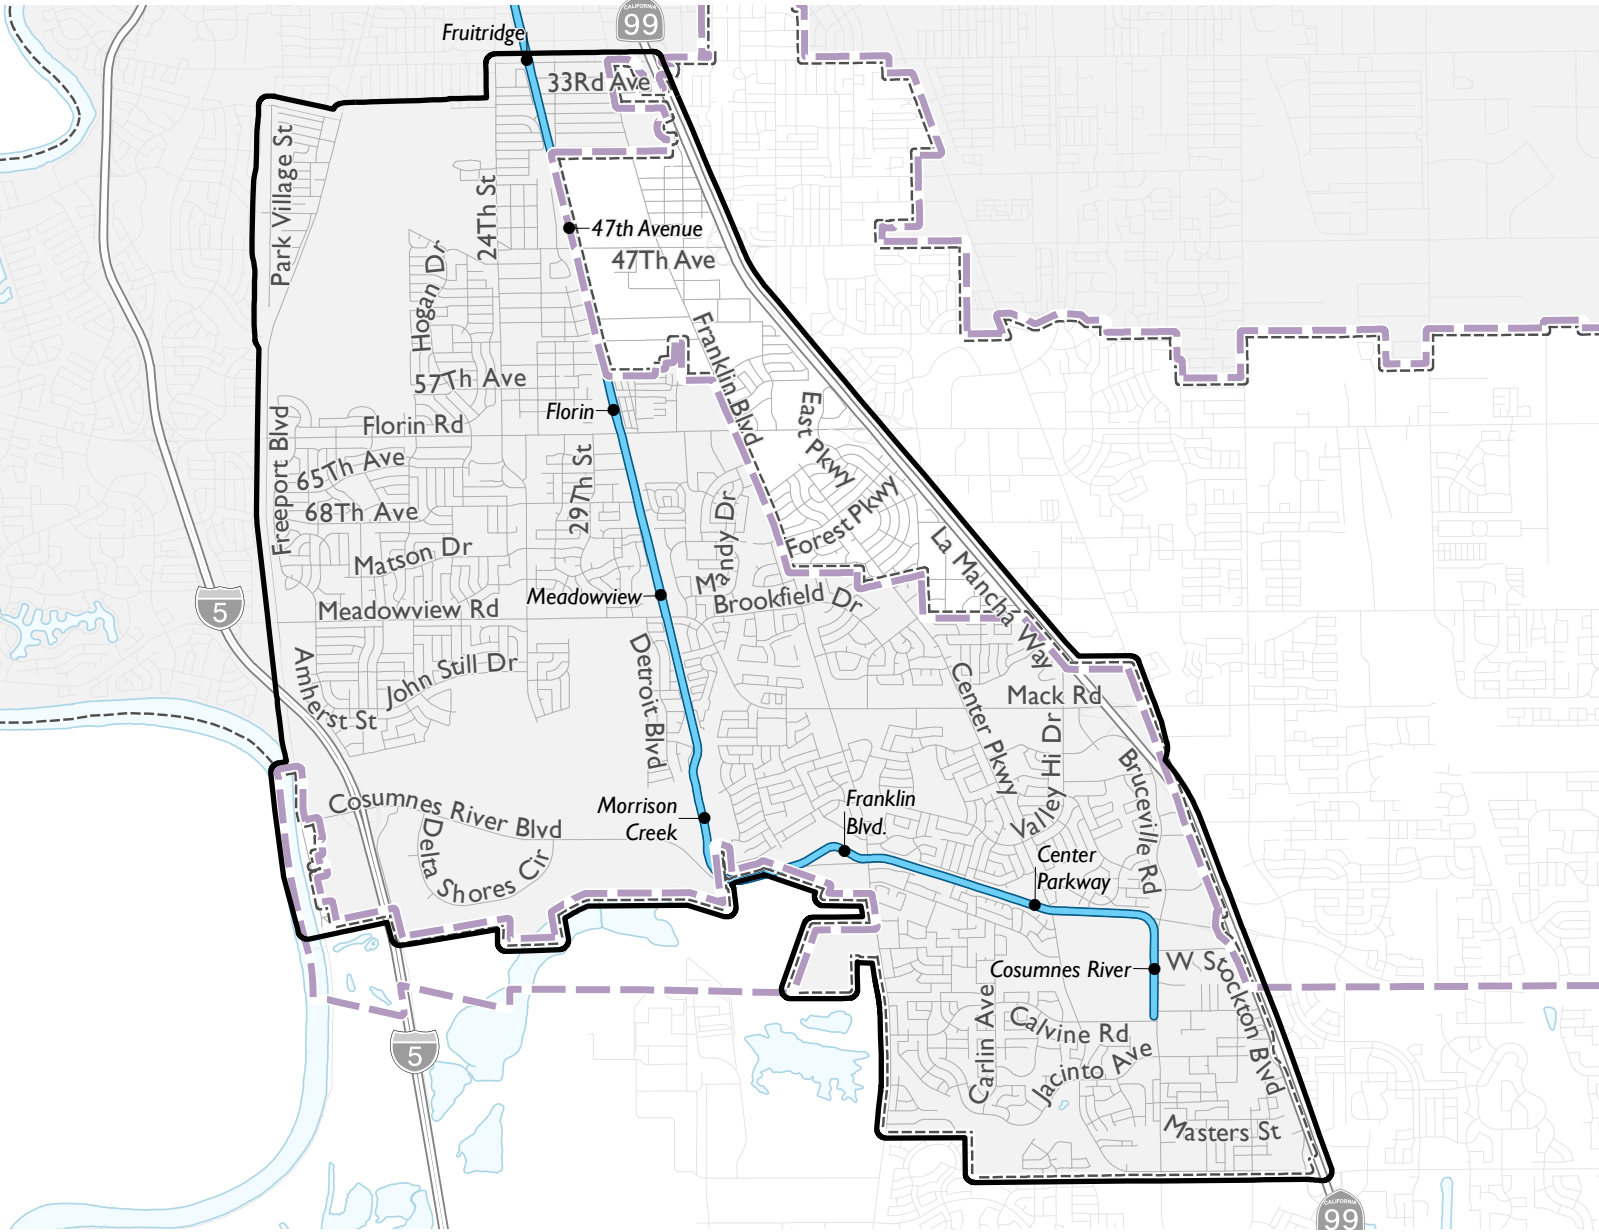 Fruitridge
CALIFORNIA
99
33Rd Ave
Park Village St
24Th St
47th Avenue
47Th Ave
Hogan Dr
Franklin Blvd
57Th Ave
East Pkwy
Florin
Florin Rd
Freeport Blvd
65Th Ave
29Th St
68Th Ave
Mandy Dr
Forest Pkwy
La Mancha Way
Matson Dr
Meadowview
Brookfield Dr
5
Meadowview Rd
Detroit Blvd
Amherst St
John Still Dr
Center Pkwy
Mack Rd
Valley Hi Dr
Bruceville Rd
Cosumnes River Blvd
Morrison
Creek
Franklin
Blvd.
Delta Shores Cir
Center
Parkway
Cosumnes River
W Stockton Blvd
Carlin Ave
Calvine Rd
Jacinto Ave
5
Masters St
CALIFORNIA
99